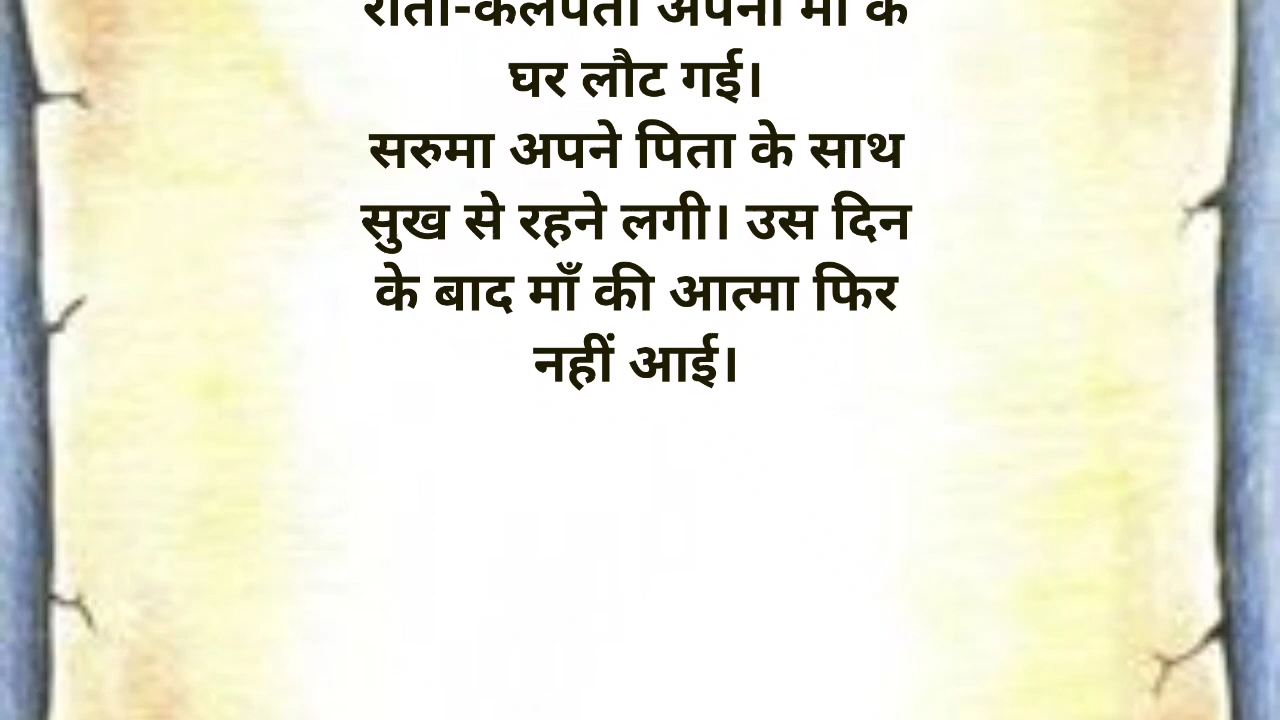 रोती-कलपती अपनी माँ के
घर लौट गई।
सरुमा अपने पिता के साथ
सुख से रहने लगी। उस दिन
के बाद माँ की आत्मा फिर
नहीं आई।